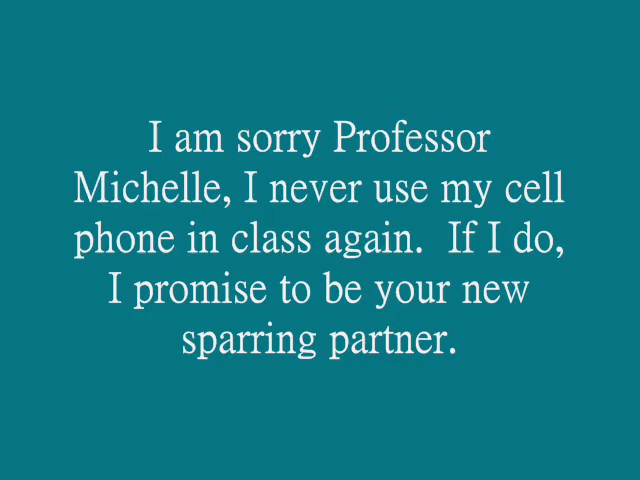 I am sorry Professor
Michelle, I never use my cell
phone in class again.  If I do,
I promise to be your new
sparring partner.